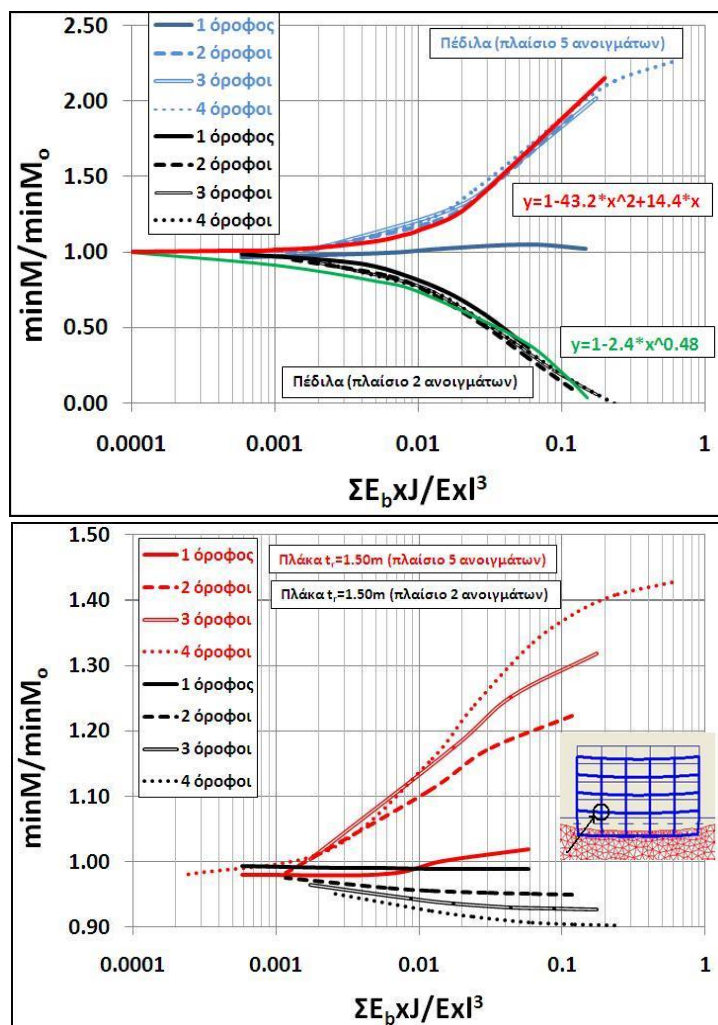 2.50
2.00
1.50
1.00
0.50
0.00
minM/minMₒ
1 όροφος
2 όροφοι
3 όροφοι
4 όροφοι
1 όροφος
2 όροφοι
3 όροφοι
4 όροφοι
Πέδιλα (πλαίσιο 5 ανοιγμάτων)
y=1-43.2*x^2+14.4*x
y=1-2.4*x^0.48
Πέδιλα (πλαίσιο 2 ανοιγμάτων)
0.0001 0.001 0.01 0.1 1
ΣE_bxJ/Exl³
1.50
1.40
1.30
1.20
1.10
1.00
0.90
minM/minMₒ
1 όροφος
2 όροφοι
3 όροφοι
4 όροφοι
1 όροφος
2 όροφοι
3 όροφοι
4 όροφοι
Πλάκα t_r=1.50m (πλαίσιο 5 ανοιγμάτων)
Πλάκα t_r=1.50m (πλαίσιο 2 ανοιγμάτων)
0.0001 0.001 0.01 0.1 1
ΣE_bxJ/Exl³